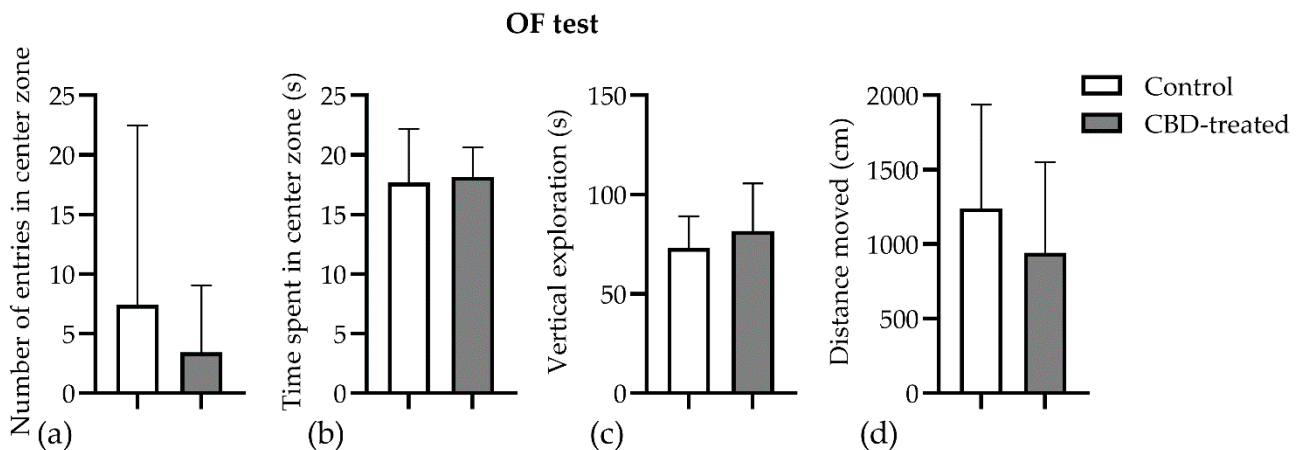 OF test
Number of entries in center zone
25
20
15
10
5
0
(a)
Time spent in center zone (s)
25
20
15
10
5
0
(b)
Vertical exploration (s)
150
100
50
0
(c)
Distance moved (cm)
2000
1500
1000
500
0
(d)
Control
CBD-treated